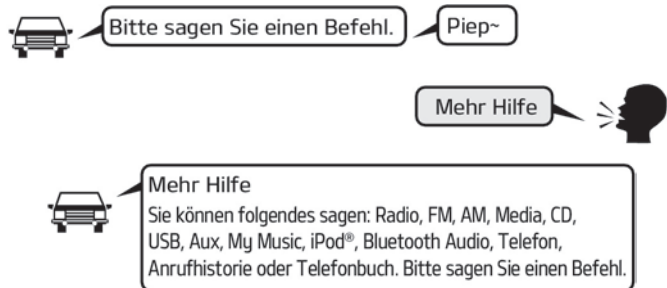 Bitte sagen Sie einen Befehl.
Piep~
Mehr Hilfe
Mehr Hilfe
Sie können folgendes sagen: Radio, FM, AM, Media, CD,
USB, Aux, My Music, iPod®, Bluetooth Audio, Telefon,
Anrufhistorie oder Telefonbuch. Bitte sagen Sie einen Befehl.